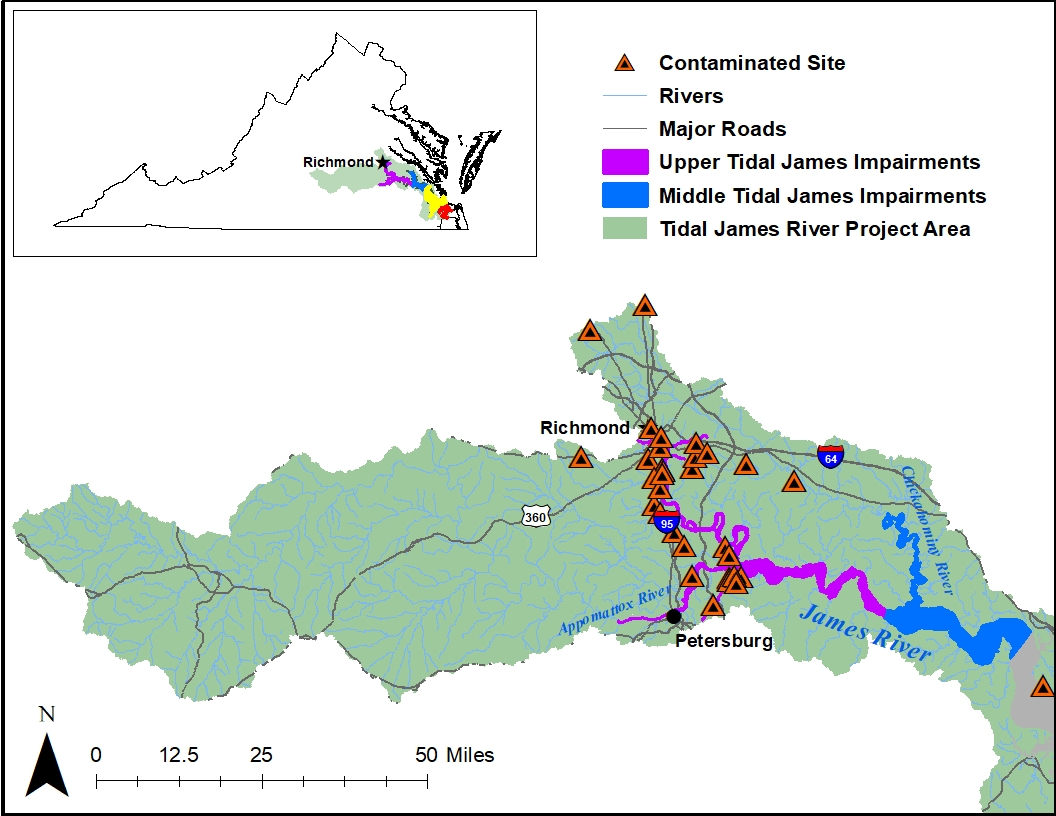 Richmond
Contaminated Site
Rivers
Major Roads
Upper Tidal James Impairments
Middle Tidal James Impairments
Tidal James River Project Area
Richmond
64
360
95
Chickahominy River
Appomattox River
James River
Petersburg
N
0 12.5 25 50 Miles